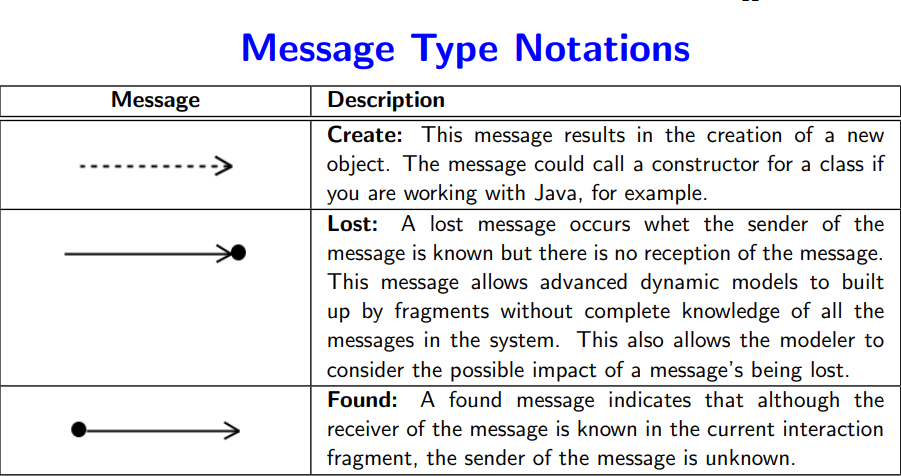 Message Type Notations
Message
Description
Create: This message results in the creation of a new
object. The message could call a constructor for a class if
you are working with Java, for example.
Lost: A lost message occurs whet the sender of the
message is known but there is no reception of the message.
This message allows advanced dynamic models to built
up by fragments without complete knowledge of all the
messages in the system. This also allows the modeler to
consider the possible impact of a message's being lost.
Found: A found message indicates that although the
receiver of the message is known in the current interaction
fragment, the sender of the message is unknown.